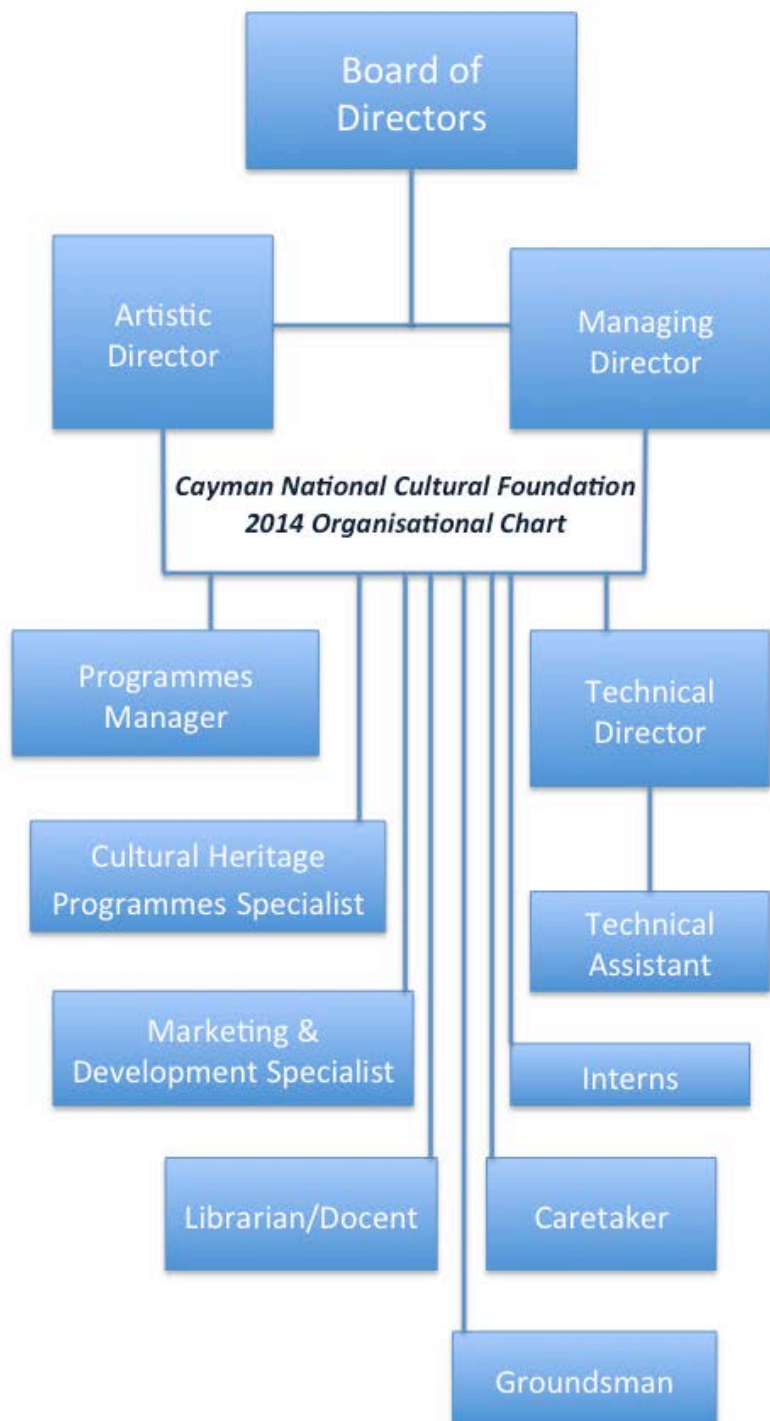 Board of
Directors
Artistic
Director
Managing
Director
Cayman National Cultural Foundation
2014 Organisational Chart
Programmes
Manager
Technical
Director
Cultural Heritage
Programmes Specialist
Technical
Assistant
Marketing &
Development Specialist
Interns
Librarian/Docent
Caretaker
Groundsman